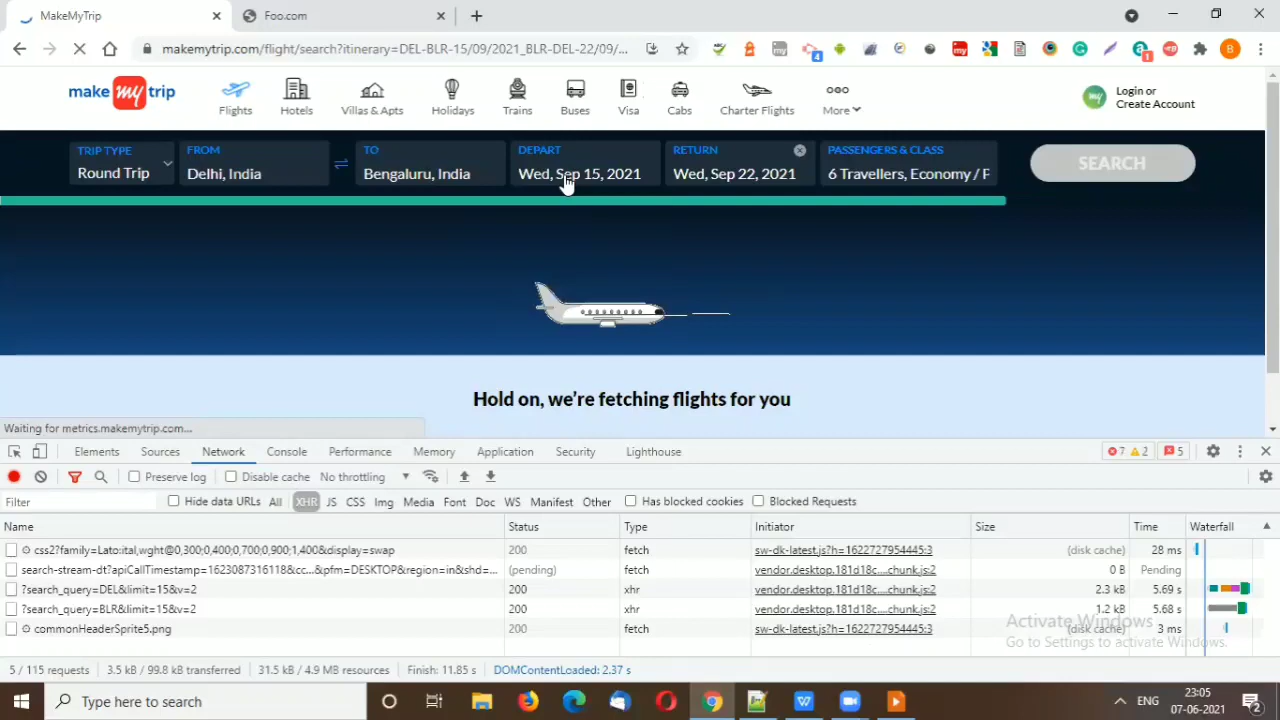 MakeMyTrip
Foo.com
makemytrip.com/flight/search?itinerary=DEL-BLR-15/09/2021_BLR-DEL-22/09/...
make my trip
Flights
Hotels
Villas & Apts
Holidays
Trains
Buses
Visa
Cabs
Charter Flights
More
my
Login or
Create Account
TRIP TYPE
Round Trip
FROM
Delhi, India
TO
Bengaluru, India
DEPART
Wed, Sep 15, 2021
RETURN
Wed, Sep 22, 2021
PASSENGERS & CLASS
6 Travellers, Economy / P
SEARCH
Hold on, we're fetching flights for you
Waiting for metrics.makemytrip.com...
Elements Sources Network Console Performance Memory Application Security Lighthouse 7 2 5
Preserve log Disable cache No throttling
Filter Hide data URLs All XHR JS CSS Img Media Font Doc WS Manifest Other Has blocked cookies Blocked Requests
Name Status Type Initiator Size Time Waterfall
css2?family=Lato:ital,wght@0,300;0,400;0,700;0,900;1,400&display=swap 200 fetch sw-dk-latest.js?h=1622727954445:3 (disk cache) 28 ms
search-stream-dt?apiCallTimestamp=1623087316118&cc...&pfm=DESKTOP&region=in&shd=... (pending) fetch vendor.desktop.181d18c....chunk.js:2 0 B Pending
?search_query=DEL&limit=15&v=2 200 xhr vendor.desktop.181d18c....chunk.js:2 2.3 kB 5.69 s
?search_query=BLR&limit=15&v=2 200 xhr vendor.desktop.181d18c....chunk.js:2 1.2 kB 5.68 s
commonHeaderSprite5.png 200 fetch sw-dk-latest.js?h=1622727954445:3 (disk cache) 3 ms
Activate Windows
Go to Settings to activate Windows.
5 / 115 requests 3.5 kB / 99.8 kB transferred 31.5 kB / 4.9 MB resources Finish: 11.85 s DOMContentLoaded: 2.37 s
Type here to search
ENG
23:05
07-06-2021
2